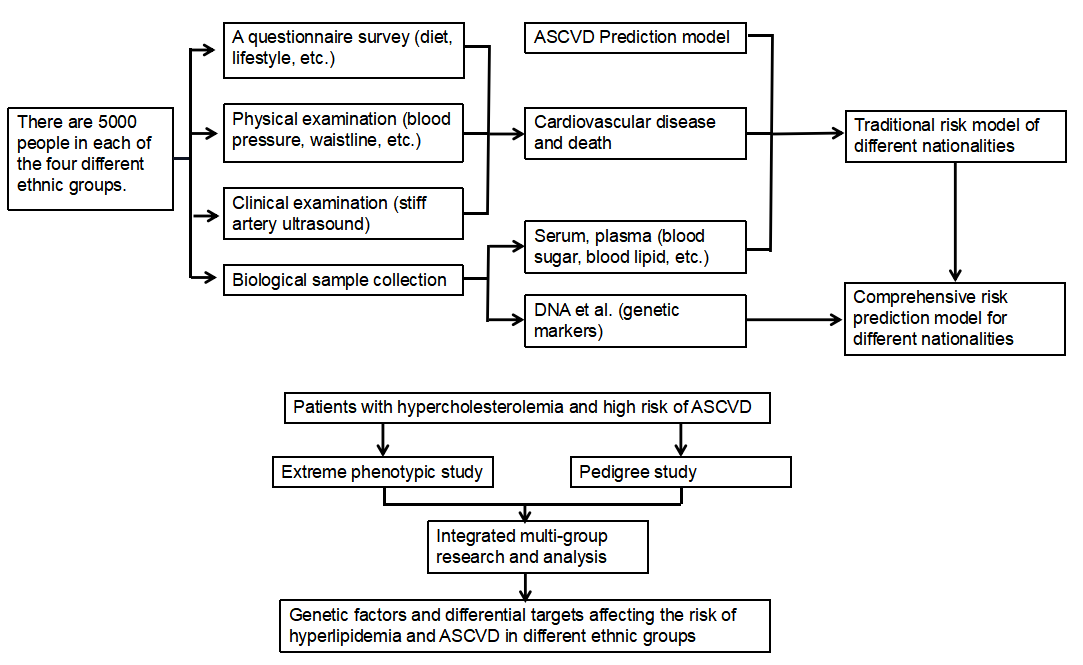 There are 5000
people in each of
the four different
ethnic groups.
A questionnaire survey (diet,
lifestyle, etc.)
Physical examination (blood
pressure, waistline, etc.)
Clinical examination (stiff
artery ultrasound)
Biological sample collection
ASCVD Prediction model
Cardiovascular disease
and death
Serum, plasma (blood
sugar, blood lipid, etc.)
DNA et al. (genetic
markers)
Traditional risk model of
different nationalities
Comprehensive risk
prediction model for
different nationalities
Patients with hypercholesterolemia and high risk of ASCVD
Extreme phenotypic study
Pedigree study
Integrated multi-group
research and analysis
Genetic factors and differential targets affecting the risk of
hyperlipidemia and ASCVD in different ethnic groups